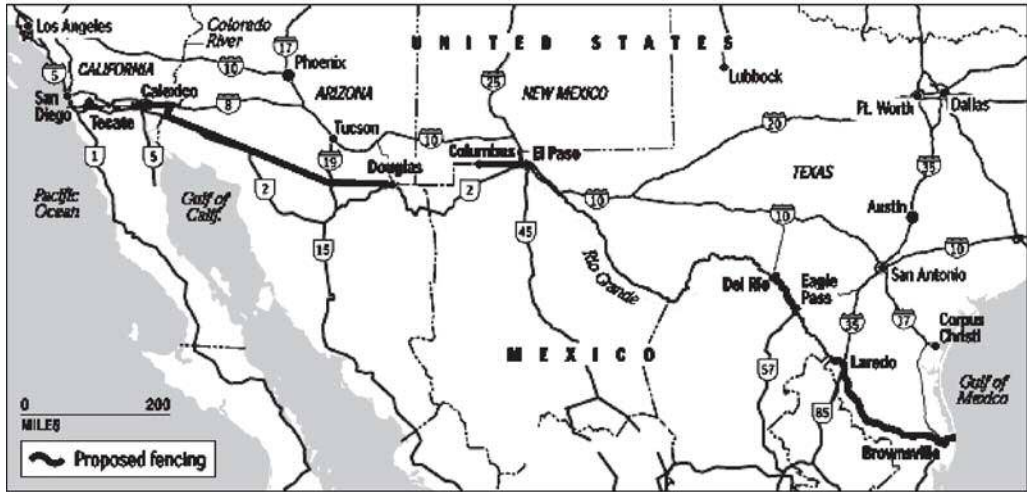 Los Angeles
Colorado
River
17
UNITED STATES
5
CALIFORNIA
10
Phoenix
25
Lubbock
San
Diego
Calexico
8
ARIZONA
NEW MEXICO
Ft. Worth
Dallas
Tecate
Tucson
10
20
1
5
19
Douglas
Columbus
El Paso
35
2
2
TEXAS
Pacific
Ocean
Gulf of
Calif.
10
10
Austin
15
45
10
Rio Grande
Del Rio
Eagle
Pass
San Antonio
35
37
Corpus
Christi
MEXICO
57
Laredo
Gulf of
Mexico
85
0 200
MILES
Brownsville
Proposed fencing